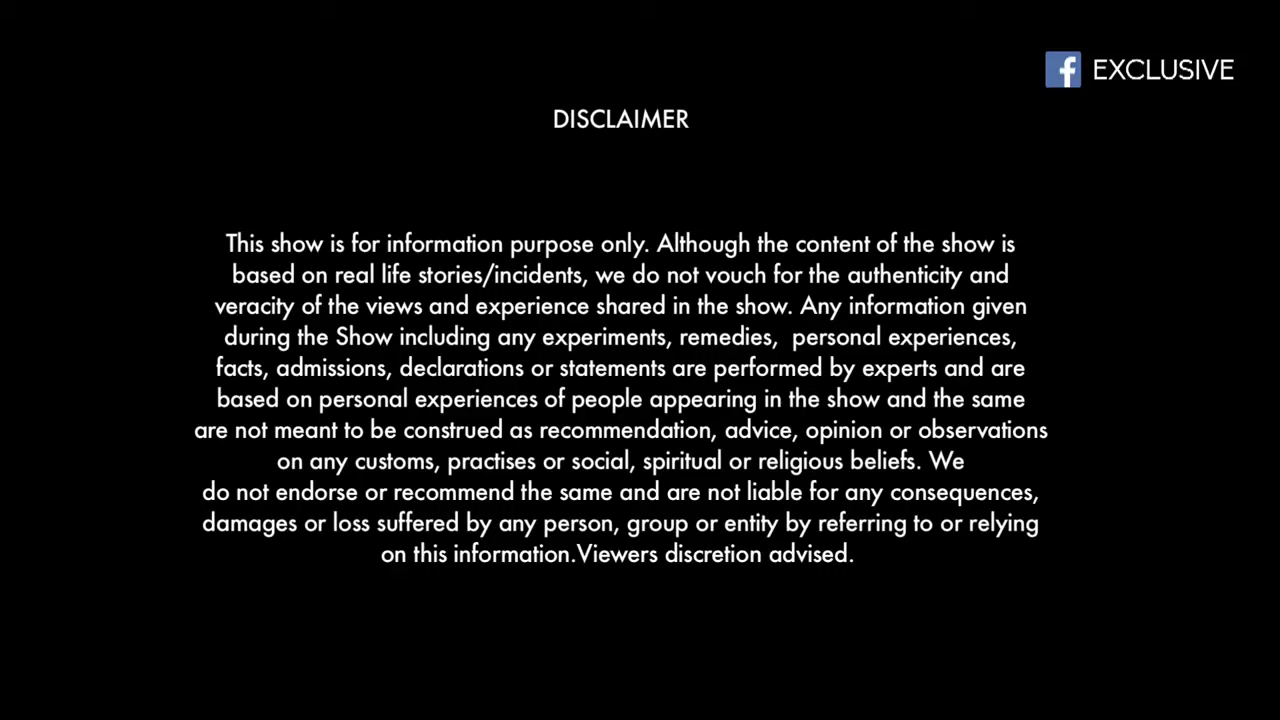 f EXCLUSIVE
DISCLAIMER
This show is for information purpose only. Although the content of the show is
based on real life stories/incidents, we do not vouch for the authenticity and
veracity of the views and experience shared in the show. Any information given
during the Show including any experiments, remedies,  personal experiences,
facts, admissions, declarations or statements are performed by experts and are
based on personal experiences of people appearing in the show and the same
are not meant to be construed as recommendation, advice, opinion or observations
on any customs, practises or social, spiritual or religious beliefs. We
do not endorse or recommend the same and are not liable for any consequences,
damages or loss suffered by any person, group or entity by referring to or relying
on this information.Viewers discretion advised.